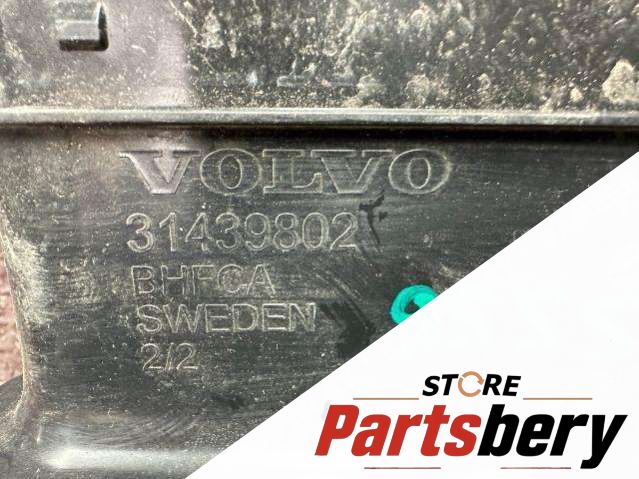 VOLVO
31439802
BHFCA
SWEDEN
2/2
STORE
Partsbery